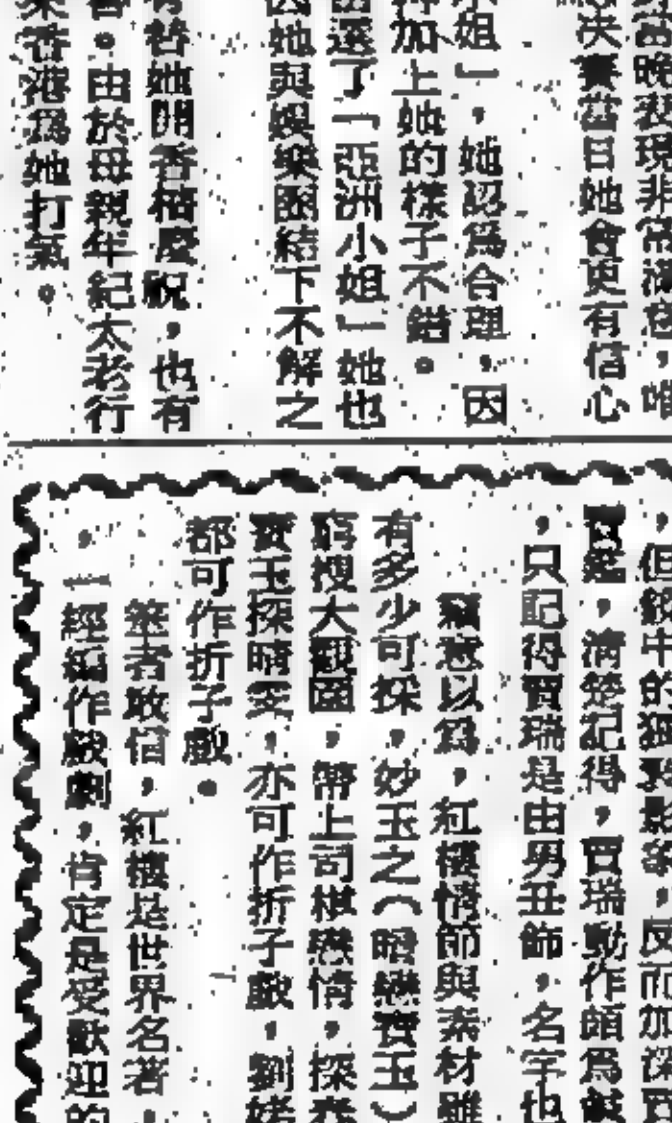 當晚表現非常滿意，唯
決賽當日她會更有信心
小姐」，她認爲合理，因
加上她的樣子不錯。
選了「亞洲小姐」她也
她與娛樂圈結下不解之
替她開香檳慶祝，也有
。由於母親年紀太老行
來香港爲她打氣。
，但劇中的
，清楚記得，賈瑞動作頗爲
，只記得賈瑞是由男丑飾，名字也
竊意以爲，紅樓情節與素材雖
有多少可採，妙玉之（暗戀寶玉）
窮搜大觀園，帶上司棋戀情，探春
寶玉探晴雯，亦可作折子戲，劉姥
都可作折子戲。
筆者敢信，紅樓是世界名著
，一經編作戲劇，肯定是受歡迎的